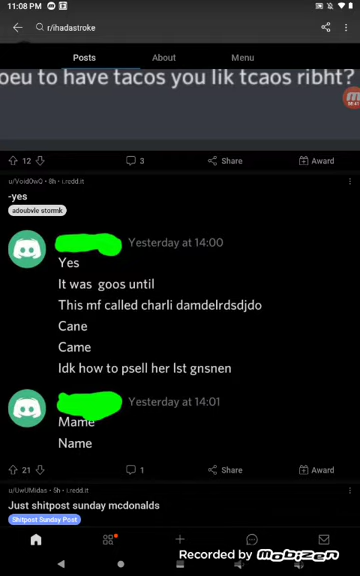 11:08 PM
r/ihadastroke
Posts About Menu
oeu to have tacos you lik tcaos ribht?
12 3 Share Award
u/Void0wQ • 8h • i.redd.it
-yes
adoubvle stormk
Yesterday at 14:00
Yes
It was goos until
This mf called charli damdelrdsdjdo
Cane
Came
Idk how to psell her lst gnsnen
Yesterday at 14:01
Mame
Name
21 1 Share Award
u/UwUMidas • 5h • i.redd.it
Just shitpost sunday mcdonalds
Shitpost Sunday Post
Recorded by MOBIZEN